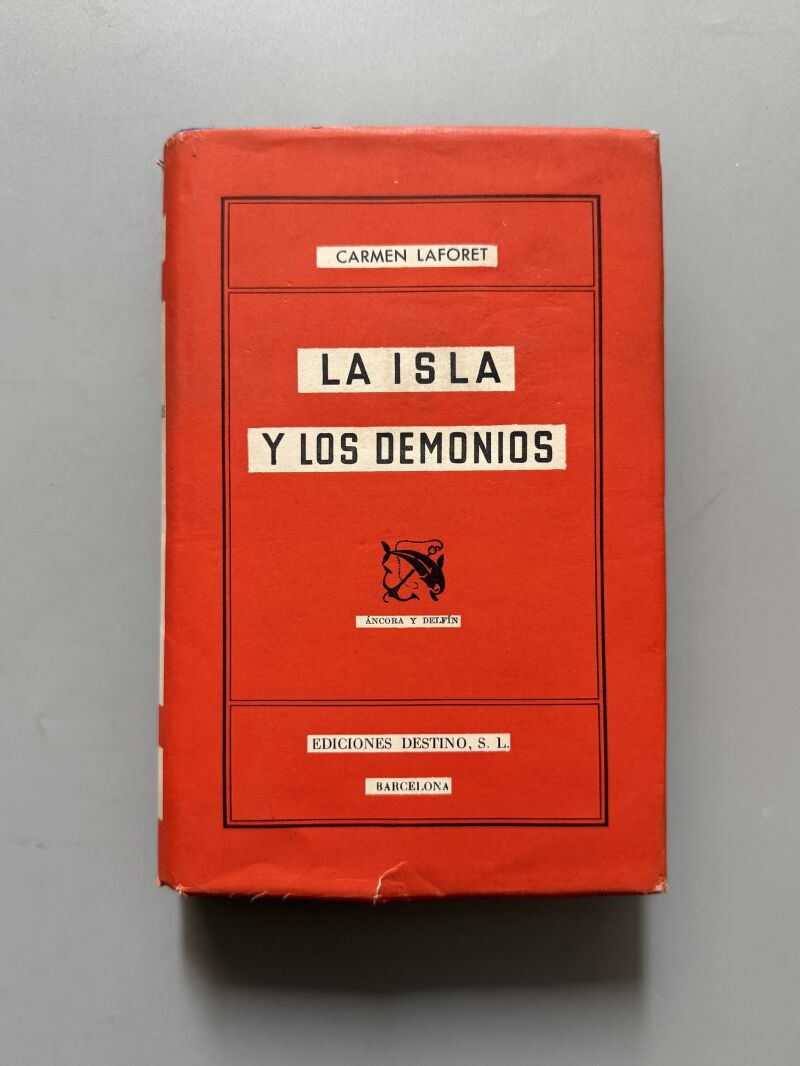 CARMEN LAFORET
LA ISLA
Y LOS DEMONIOS
ÁNCORA Y DELFÍN
EDICIONES DESTINO, S. L.
BARCELONA